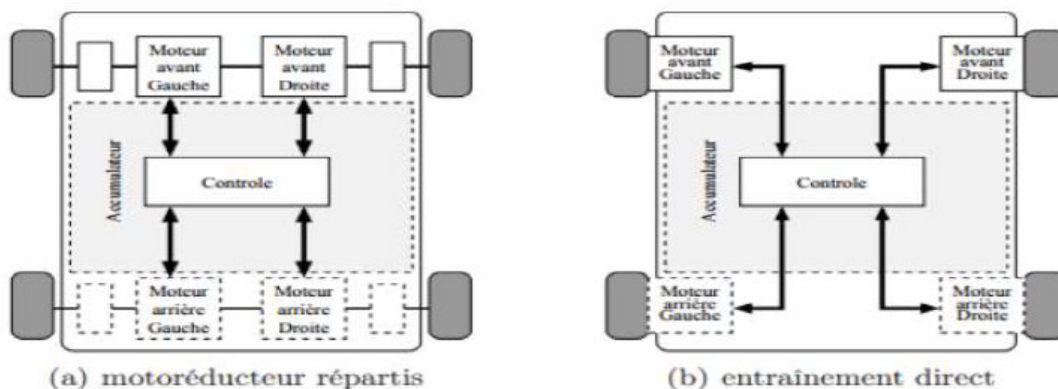 Moteur
avant
Gauche
Moteur
avant
Droite
Accumulateur
Controle
Moteur
arrière
Gauche
Moteur
arrière
Droite
(a) motoréducteur répartis
Moteur
avant
Gauche
Moteur
avant
Droite
Accumulateur
Controle
Moteur
arrière
Gauche
Moteur
arrière
Droite
(b) entraînement direct